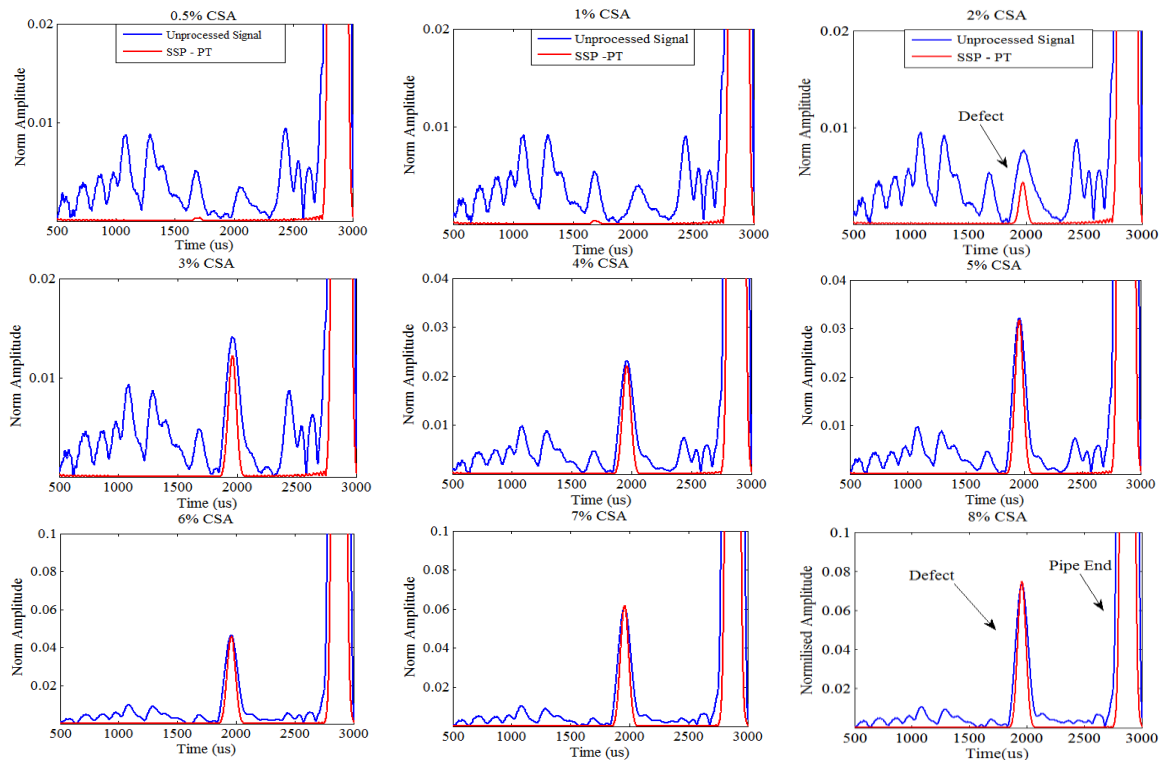 0.5% CSA
0.02
Unprocessed Signal
SSP - PT
0.01
Norm Amplitude
500 1000 1500 2000 2500 3000
Time (us)
1% CSA
0.02
Unprocessed Signal
SSP -PT
0.01
Norm Amplitude
500 1000 1500 2000 2500 3000
Time (us)
2% CSA
0.02
Unprocessed Signal
SSP - PT
Defect
0.01
Norm Amplitude
500 1000 1500 2000 2500 3000
Time (us)
3% CSA
0.02
0.01
Norm Amplitude
500 1000 1500 2000 2500 3000
Time (us)
4% CSA
0.04
0.03
0.02
0.01
Norm Amplitude
500 1000 1500 2000 2500 3000
Time (us)
5% CSA
0.04
0.03
0.02
0.01
Norm Amplitude
500 1000 1500 2000 2500 3000
Time (us)
6% CSA
0.1
0.08
0.06
0.04
0.02
Norm Amplitude
500 1000 1500 2000 2500 3000
Time (us)
7% CSA
0.1
0.08
0.06
0.04
0.02
Norm Amplitude
500 1000 1500 2000 2500 3000
Time (us)
8% CSA
0.1
0.08
Defect
Pipe End
0.06
0.04
0.02
Normilised Amplitude
500 1000 1500 2000 2500 3000
Time(us)